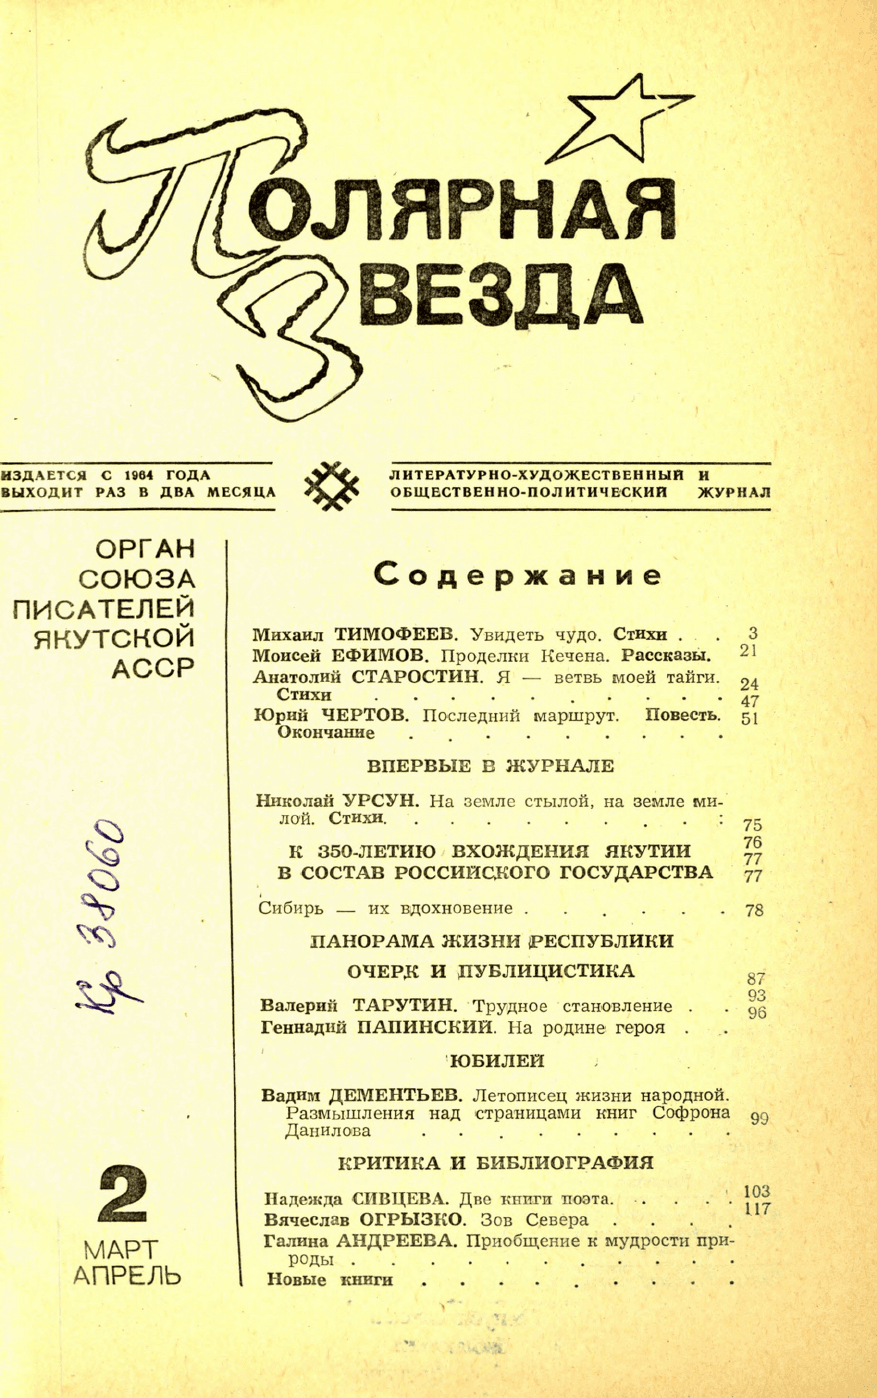 ПОЛЯРНАЯ
ЗВЕЗДА
ИЗДАЕТСЯ С 1964 ГОДА
ВЫХОДИТ РАЗ В ДВА МЕСЯЦА
ЛИТЕРАТУРНО-ХУДОЖЕСТВЕННЫЙ И
ОБЩЕСТВЕННО-ПОЛИТИЧЕСКИЙ ЖУРНАЛ
ОРГАН
СОЮЗА
ПИСАТЕЛЕЙ
ЯКУТСКОЙ
АССР
Кр 38060
2
МАРТ
АПРЕЛЬ
Содержание
Михаил ТИМОФЕЕВ. Увидеть чудо. Стихи . . 3
Моисей ЕФИМОВ. Проделки Кечена. Рассказы. 21
Анатолий СТАРОСТИН. Я — ветвь моей тайги. 24
Стихи . . . . . . . . . 47
Юрий ЧЕРТОВ. Последний маршрут. Повесть. 51
Окончание . . . . . . . . .
ВПЕРВЫЕ В ЖУРНАЛЕ
Николай УРСУН. На земле стылой, на земле ми-
лой. Стихи. . . . . . . . . : 75
К 350-ЛЕТИЮ ВХОЖДЕНИЯ ЯКУТИИ 76
77
В СОСТАВ РОССИЙСКОГО ГОСУДАРСТВА 77
Сибирь — их вдохновение . . . . . . 78
ПАНОРАМА ЖИЗНИ РЕСПУБЛИКИ
ОЧЕРК И ПУБЛИЦИСТИКА 87
93
Валерий ТАРУТИН. Трудное становление . . 96
Геннадий ПАПИНСКИЙ. На родине героя . .
ЮБИЛЕЙ
Вадим ДЕМЕНТЬЕВ. Летописец жизни народной.
Размышления над страницами книг Софрона 99
Данилова . . . . . . . . .
КРИТИКА И БИБЛИОГРАФИЯ
Надежда СИВЦЕВА. Две книги поэта. . . . . 103
Вячеслав ОГРЫЗКО. Зов Севера . . . . 117
Галина АНДРЕЕВА. Приобщение к мудрости при-
роды . . . . . . . . . . .
Новые книги . . . . . . . . .